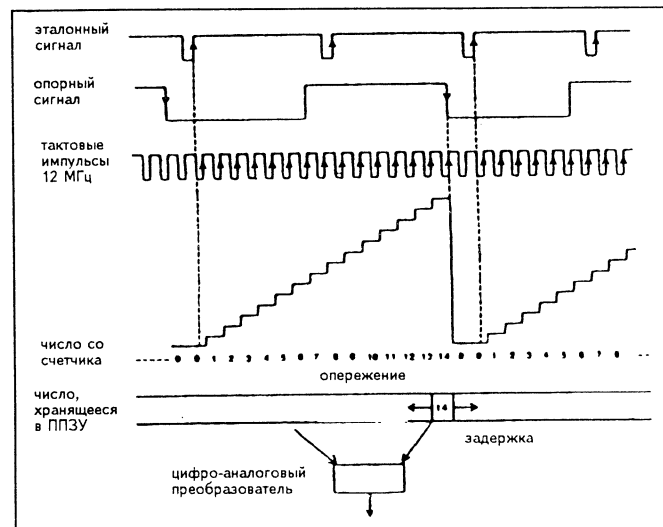 эталонный
сигнал
опорный
сигнал
тактовые
импульсы
12 МГц
число со
счетчика
0 0 1 2 3 4 5 6 7 8 9 10 11 12 13 14 0 0 1 2 3 4 5 6 7 8
опережение
число,
хранящееся
в ППЗУ
14
задержка
цифро-аналоговый
преобразователь